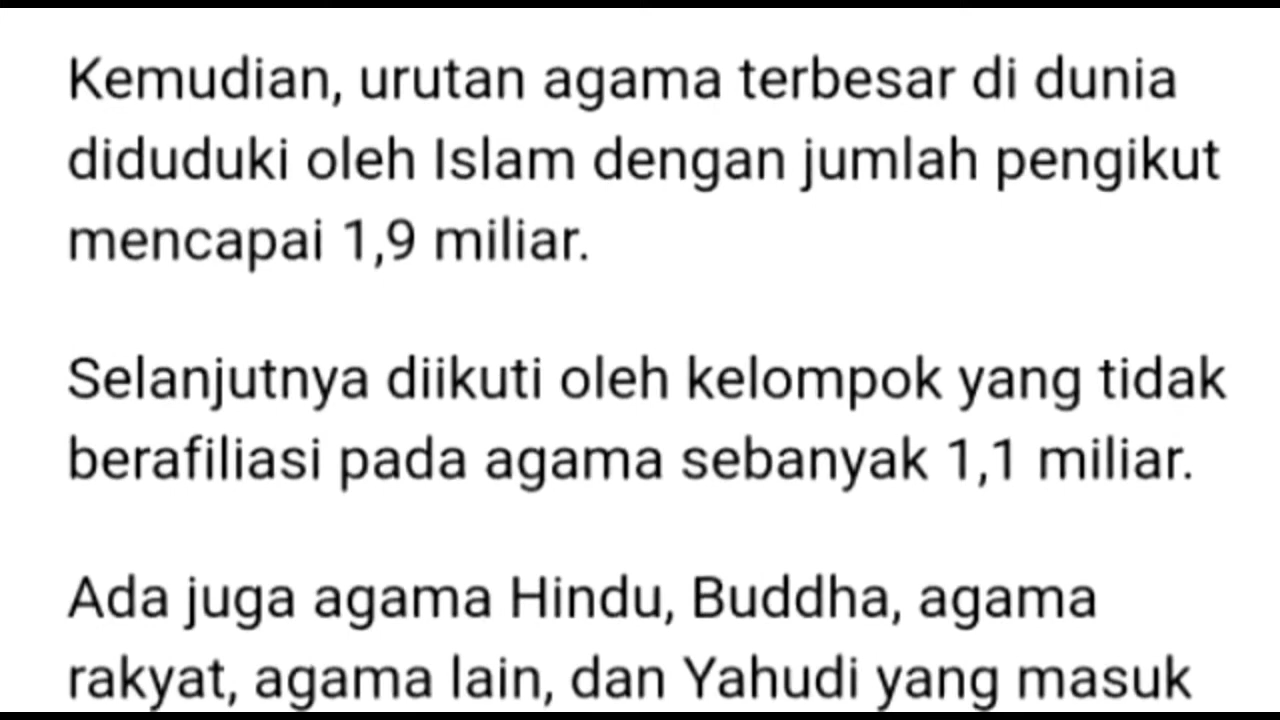 Kemudian, urutan agama terbesar di dunia
diduduki oleh Islam dengan jumlah pengikut
mencapai 1,9 miliar.
Selanjutnya diikuti oleh kelompok yang tidak
berafiliasi pada agama sebanyak 1,1 miliar.
Ada juga agama Hindu, Buddha, agama
rakyat, agama lain, dan Yahudi yang masuk